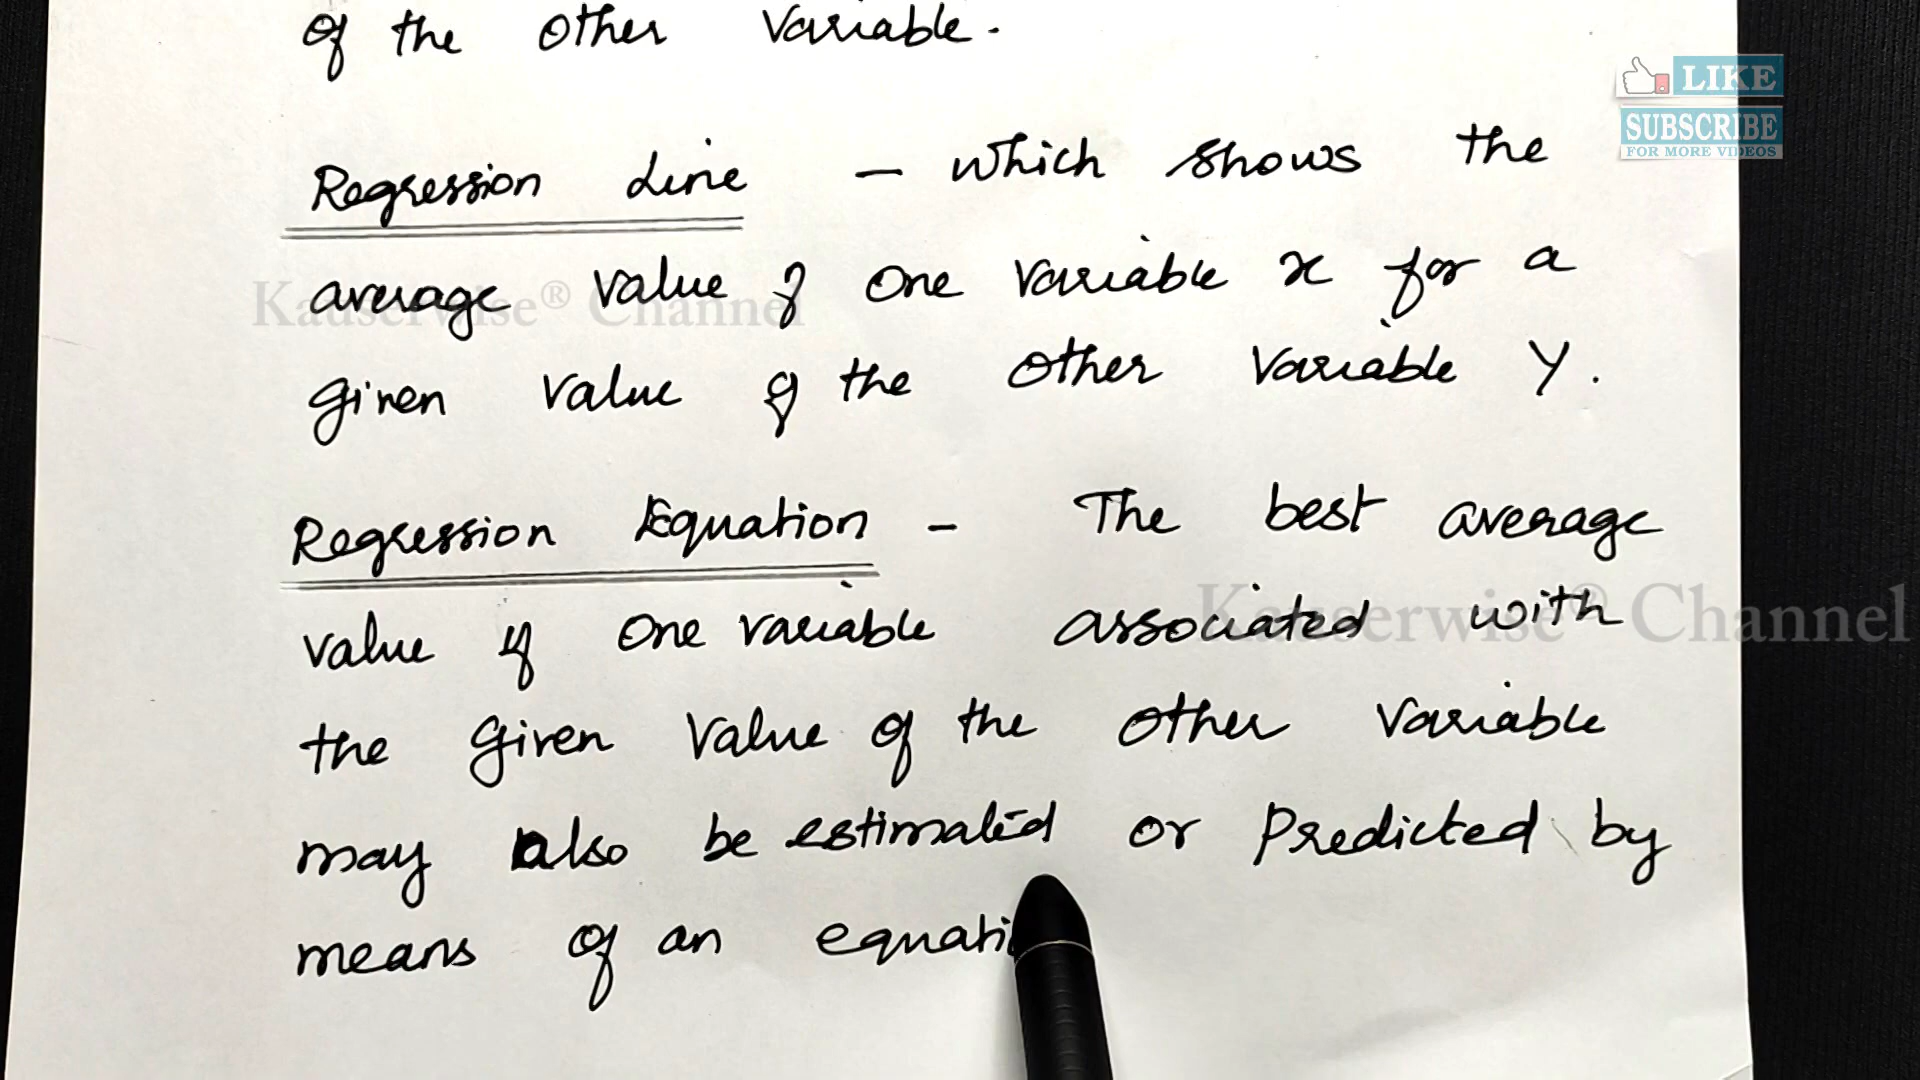 of the other variable.
LIKE
SUBSCRIBE
FOR MORE VIDEOS
Regression Line - which shows the
average value of one variable x for a
Kauserwise® Channel
given value of the other variable Y.
Regression Equation - The best average
value of one variable associated with
Kauserwise® Channel
the given value of the other variable
may also be estimated or predicted by
means of an equati